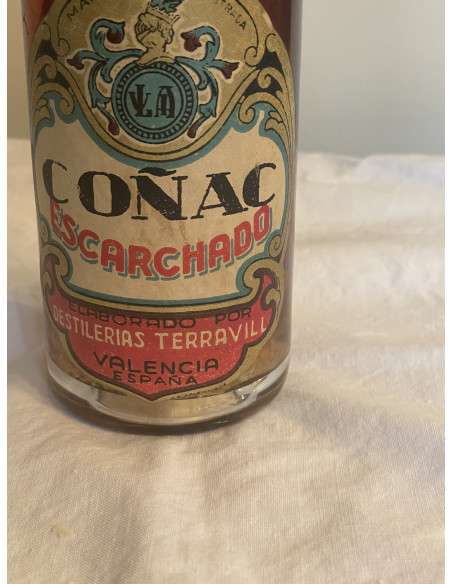 COÑAC
ESCARCHADO
ELABORADO POR
DESTILERIAS TERRAVILL
VALENCIA
ESPAÑA